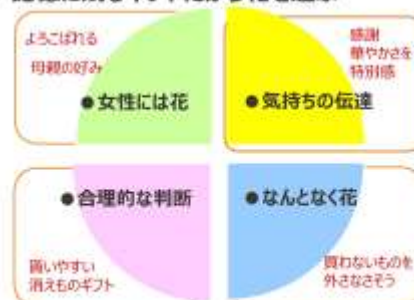 よろこばれる
母親の好み
●女性には花
感謝
華やかさを
特別感
●気持ちの伝達
●合理的な判断
買いやすい
消えものギフト
●なんとなく花
買わないものを
外さなさそう